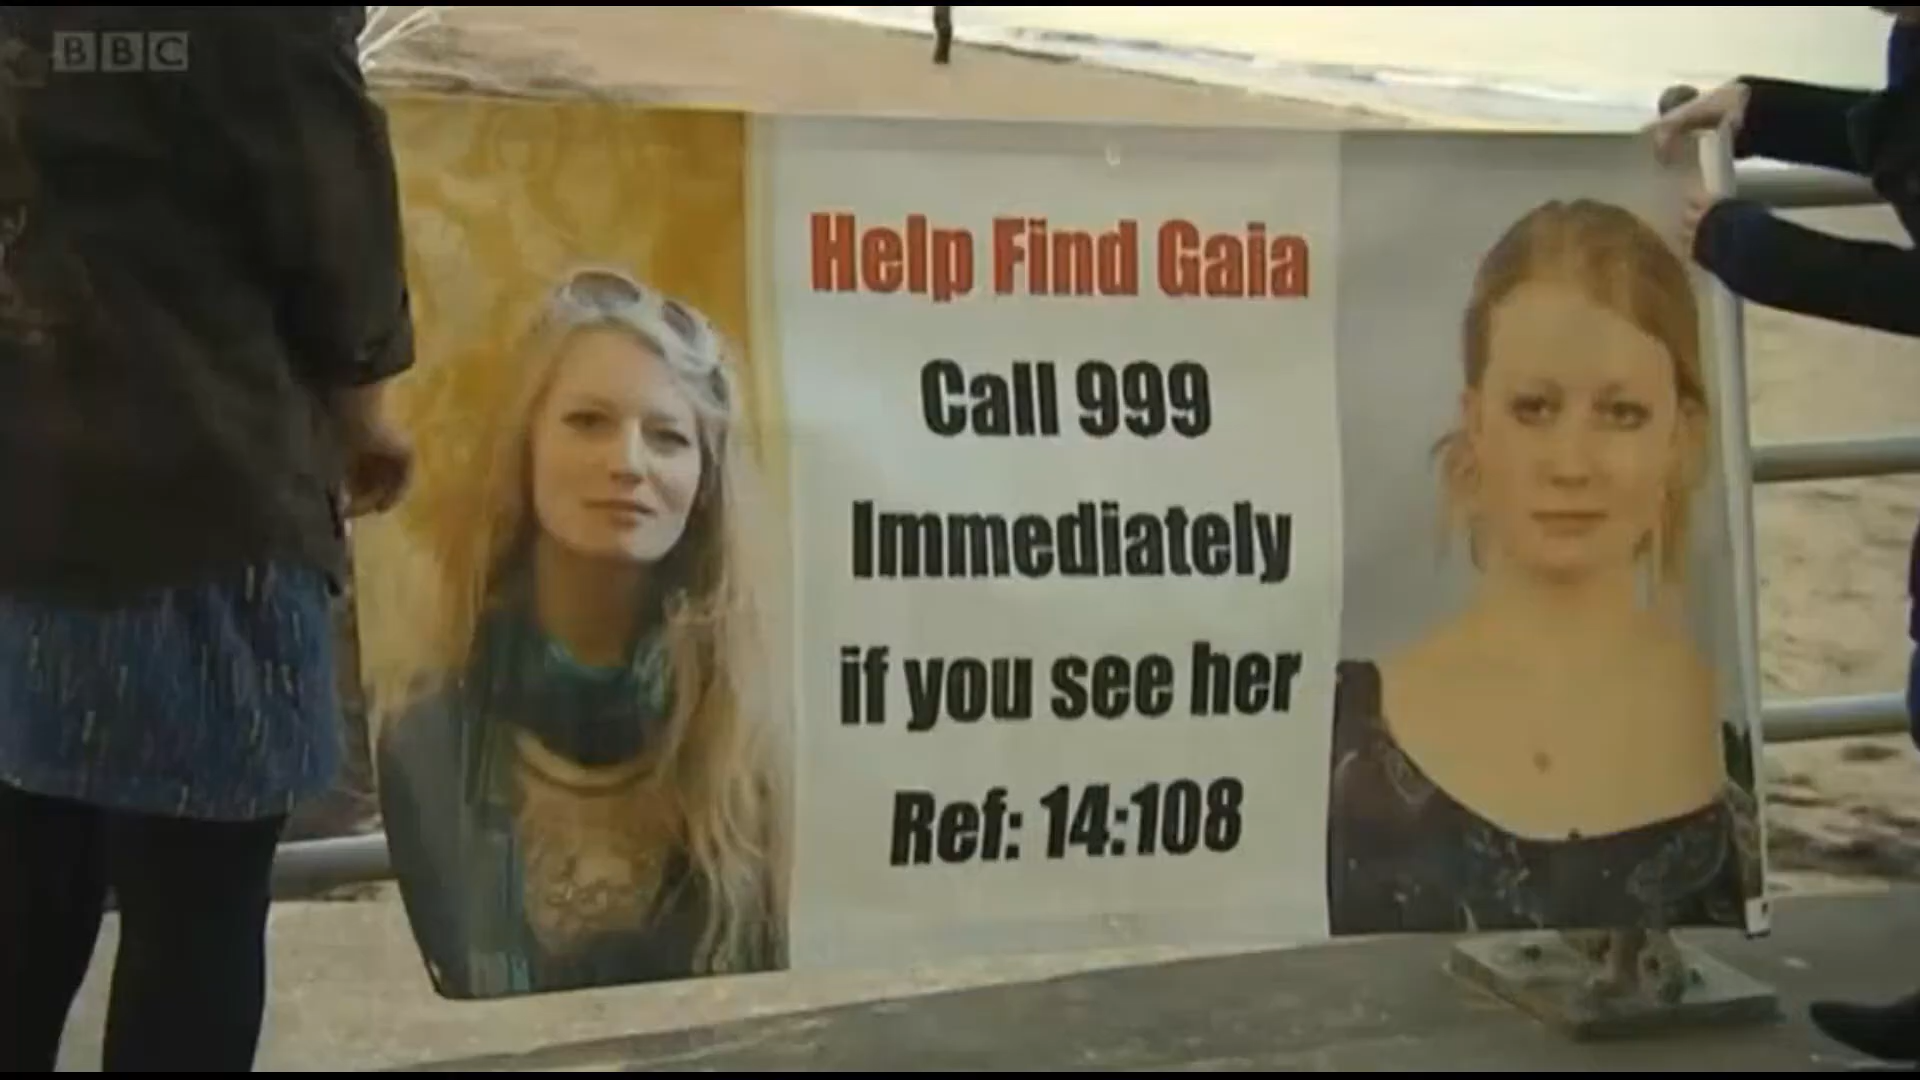 BBC
Help Find Gaia
Call 999
Immediately
if you see her
Ref: 14:108